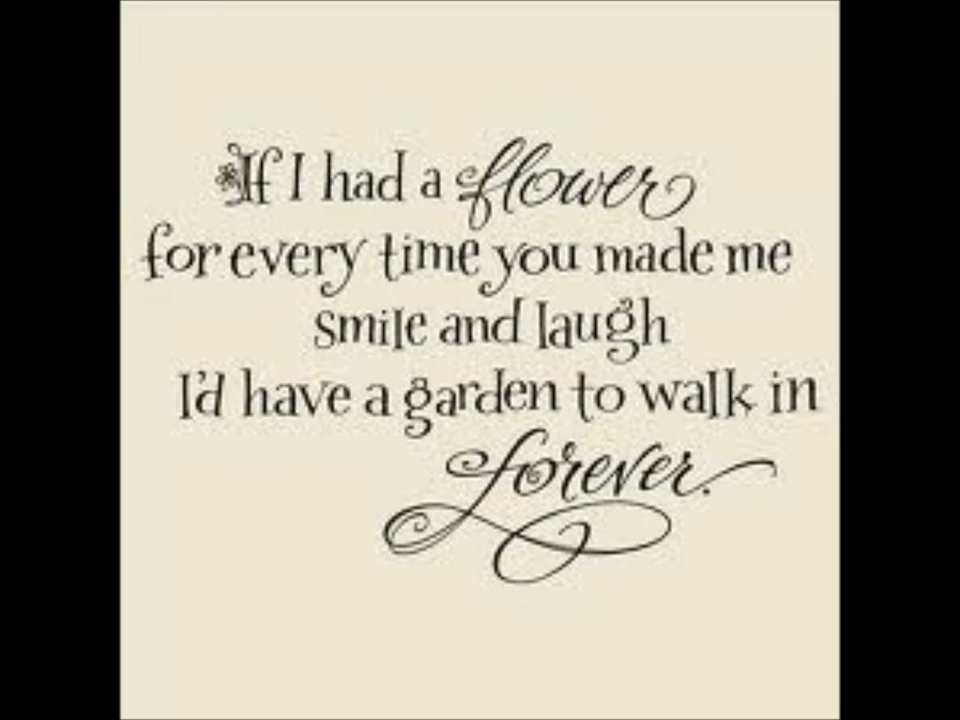 If I had a flower
for every time you made me
smile and laugh
I'd have a garden to walk in
forever.